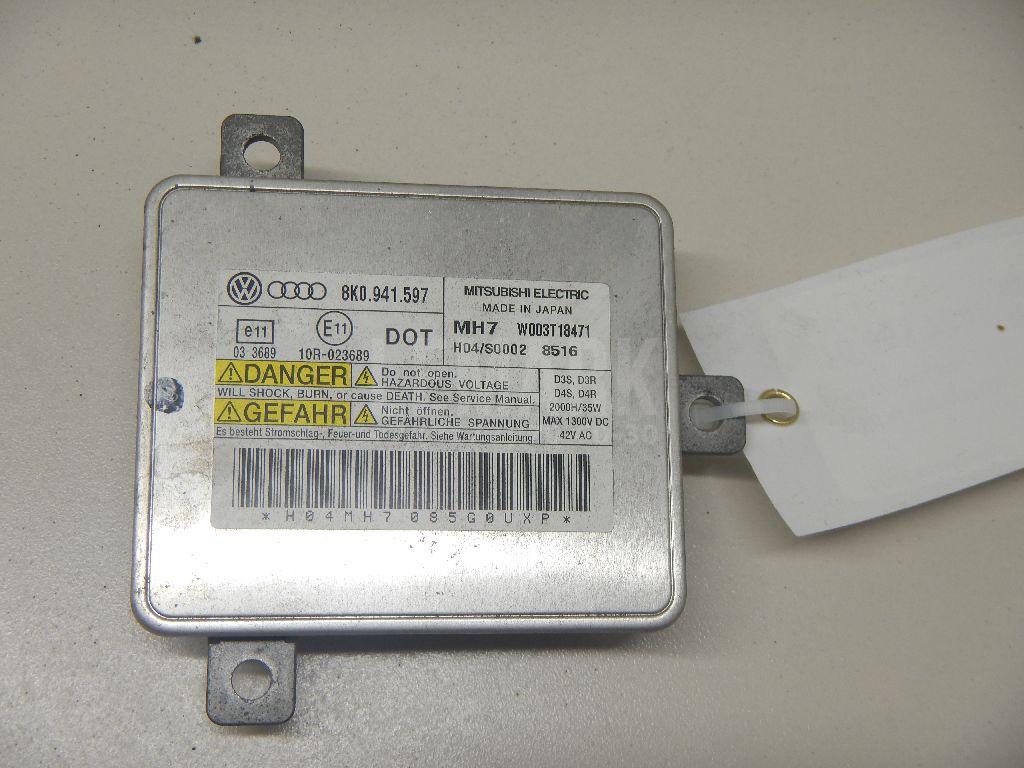 8K0.941.597
MITSUBISHI ELECTRIC
MADE IN JAPAN
e11
E11
DOT
MH7 W003T18471
03 3689
10R-023689
H04/S0002 8516
DANGER
Do not open.
HAZARDOUS VOLTAGE
WILL SHOCK, BURN, or cause DEATH. See Service Manual.
GEFAHR
Nicht öffnen.
GEFÄHRLICHE SPANNUNG
Es besteht Stromschlag-, Feuer-und Todesgefahr. Siehe Wartungsanleitung.
D3S, D3R
D4S, D4R
2000H/35W
MAX 1300V DC
42V AC
*H04MH7085G0UXP*